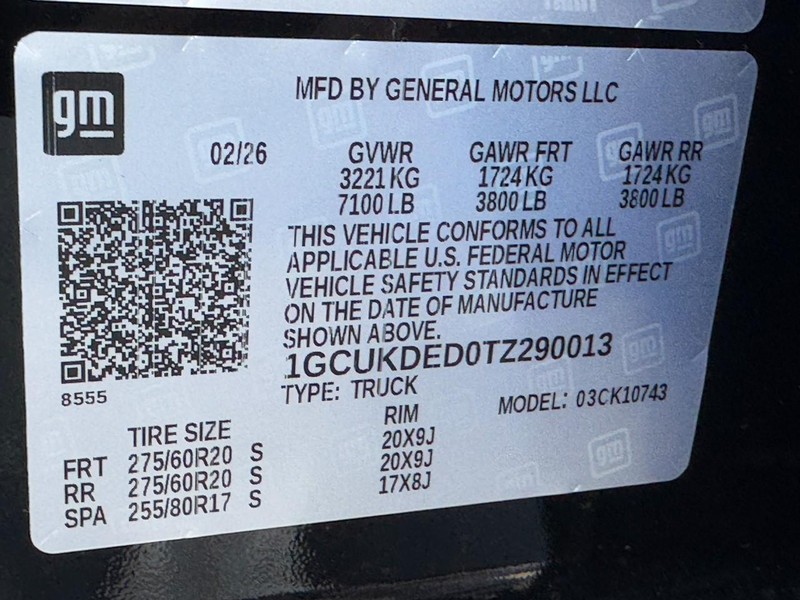 gm
MFD BY GENERAL MOTORS LLC
02/26 GVWR GAWR FRT GAWR RR
3221 KG 1724 KG 1724 KG
7100 LB 3800 LB 3800 LB
THIS VEHICLE CONFORMS TO ALL
APPLICABLE U.S. FEDERAL MOTOR
VEHICLE SAFETY STANDARDS IN EFFECT
ON THE DATE OF MANUFACTURE
SHOWN ABOVE.
1GCUKDED0TZ290013
8555
TYPE: TRUCK MODEL: 03CK10743
TIRE SIZE RIM
FRT 275/60R20 S 20X9J
RR 275/60R20 S 20X9J
SPA 255/80R17 S 17X8J